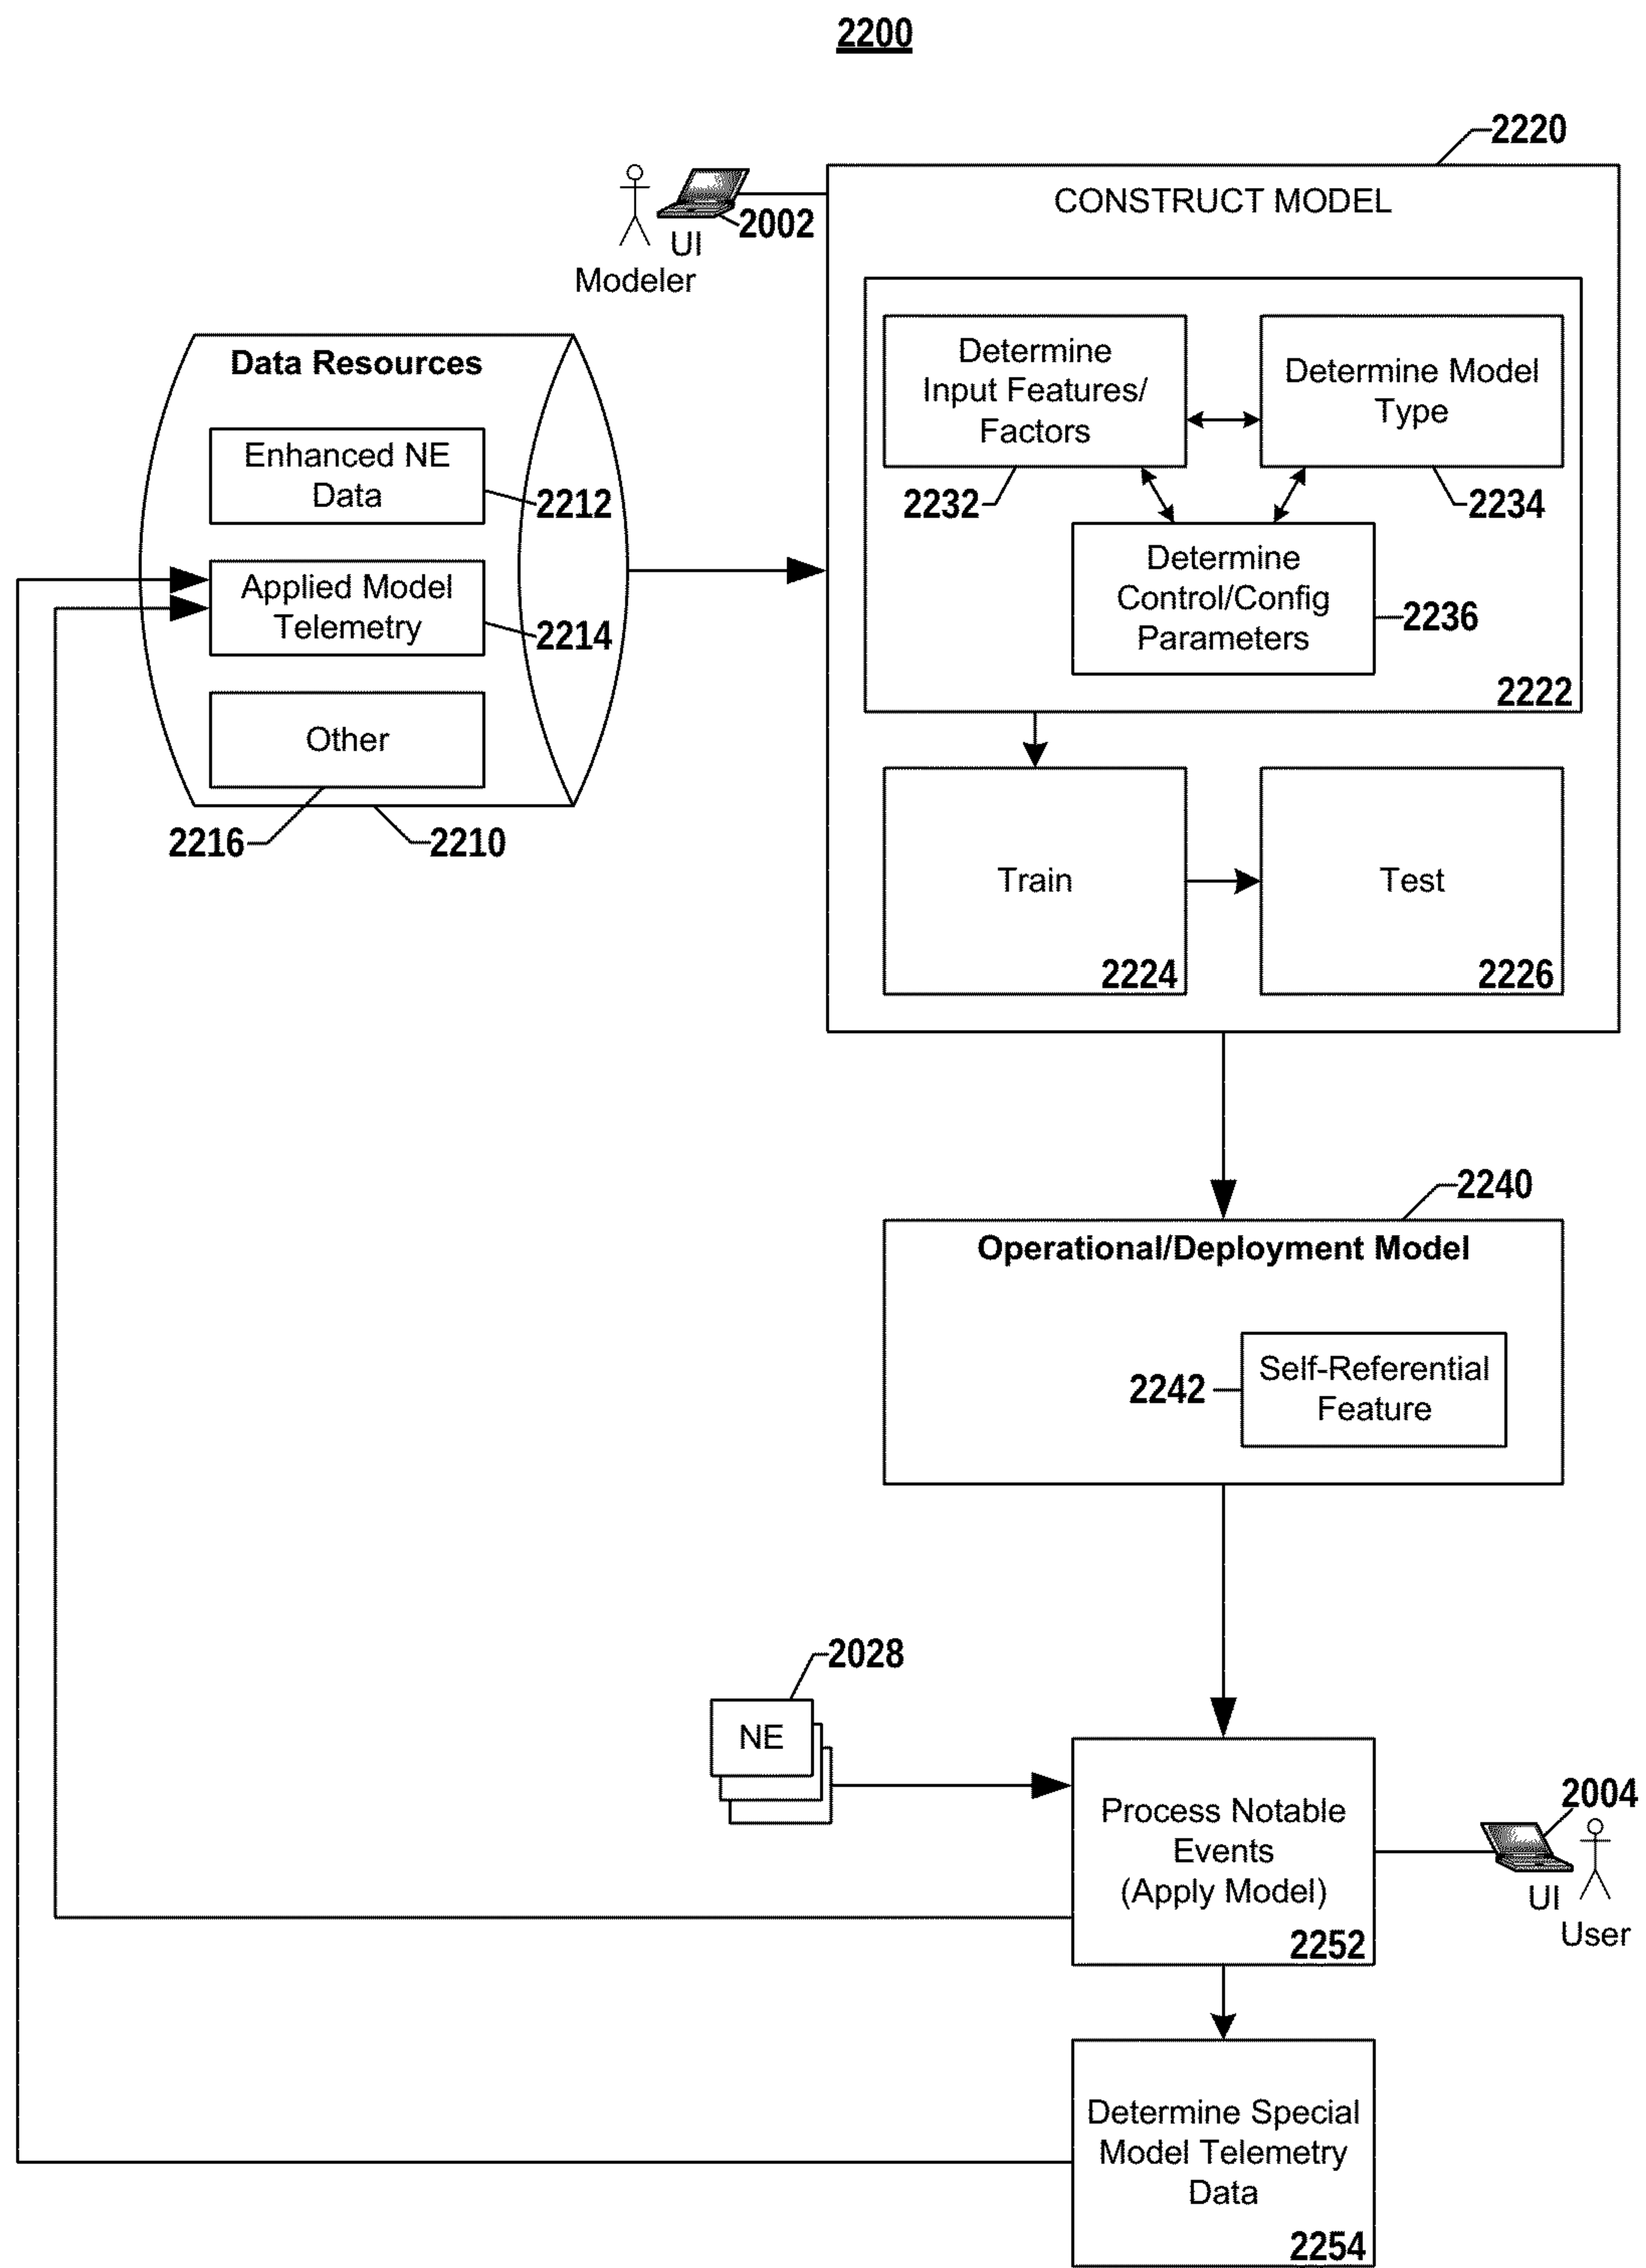 2200
2220
CONSTRUCT MODEL
2002
UI
Modeler
Data Resources
Enhanced NE
Data
2212
Applied Model
Telemetry
2214
Other
2216
2210
Determine
Input Features/
Factors
2232
Determine Model
Type
2234
Determine
Control/Config
Parameters
2236
2222
Train
2224
Test
2226
2240
Operational/Deployment Model
2242
Self-Referential
Feature
2028
NE
Process Notable
Events
(Apply Model)
2252
2004
UI
User
Determine Special
Model Telemetry
Data
2254